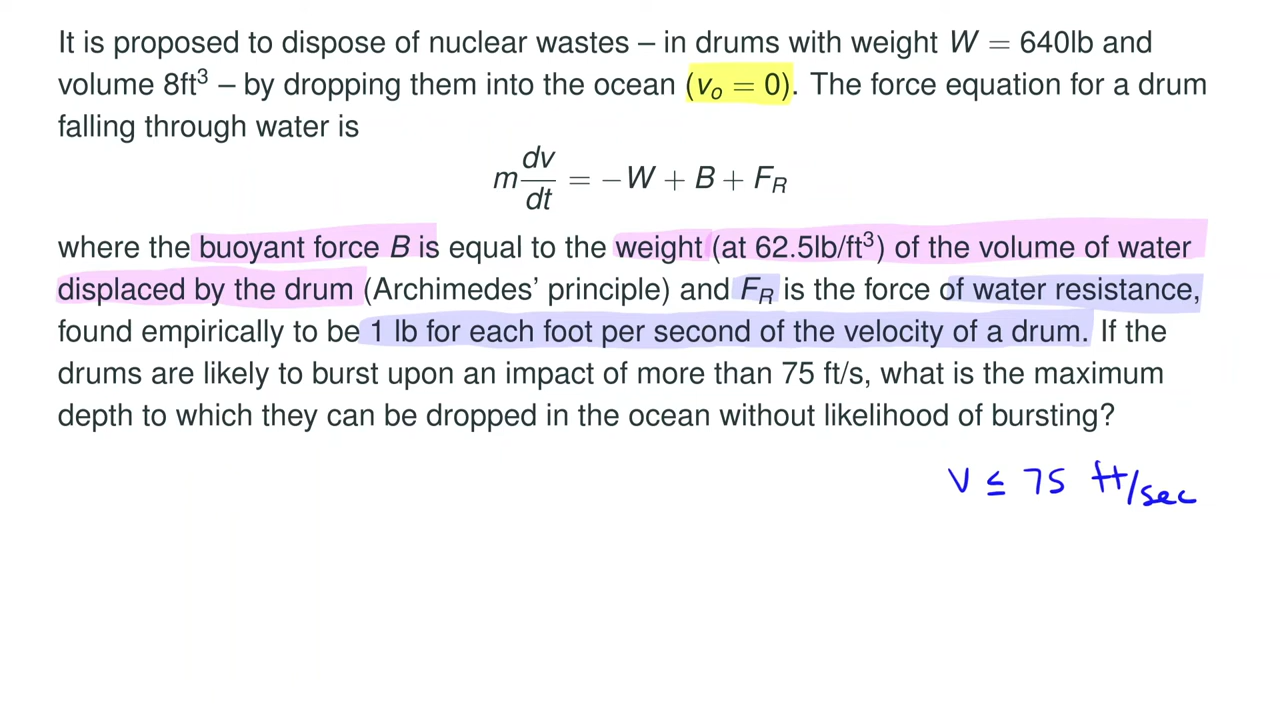 It is proposed to dispose of nuclear wastes – in drums with weight W = 640lb and
volume 8ft³ – by dropping them into the ocean (vₒ = 0). The force equation for a drum
falling through water is
m dv/dt = −W + B + F_R
where the buoyant force B is equal to the weight (at 62.5lb/ft³) of the volume of water
displaced by the drum (Archimedes' principle) and F_R is the force of water resistance,
found empirically to be 1 lb for each foot per second of the velocity of a drum. If the
drums are likely to burst upon an impact of more than 75 ft/s, what is the maximum
depth to which they can be dropped in the ocean without likelihood of bursting?
V ≤ 75 ft/sec